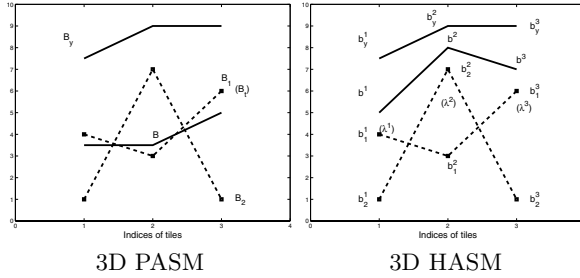 10
9
8
7
6
5
4
3
2
1
0
0 1 2 3 4
B_y
B_1
(B_t)
B
B_2
Indices of tiles
3D PASM
10
9
8
7
6
5
4
3
2
1
0
0 1 2 3 4
b_y^1
b_y^2
b_y^3
b^1
b^2
b^3
b_2^2
(λ^2)
b_1^3
(λ^3)
(λ^1)
b_1^1
b_1^2
b_2^1
b_2^3
Indices of tiles
3D HASM